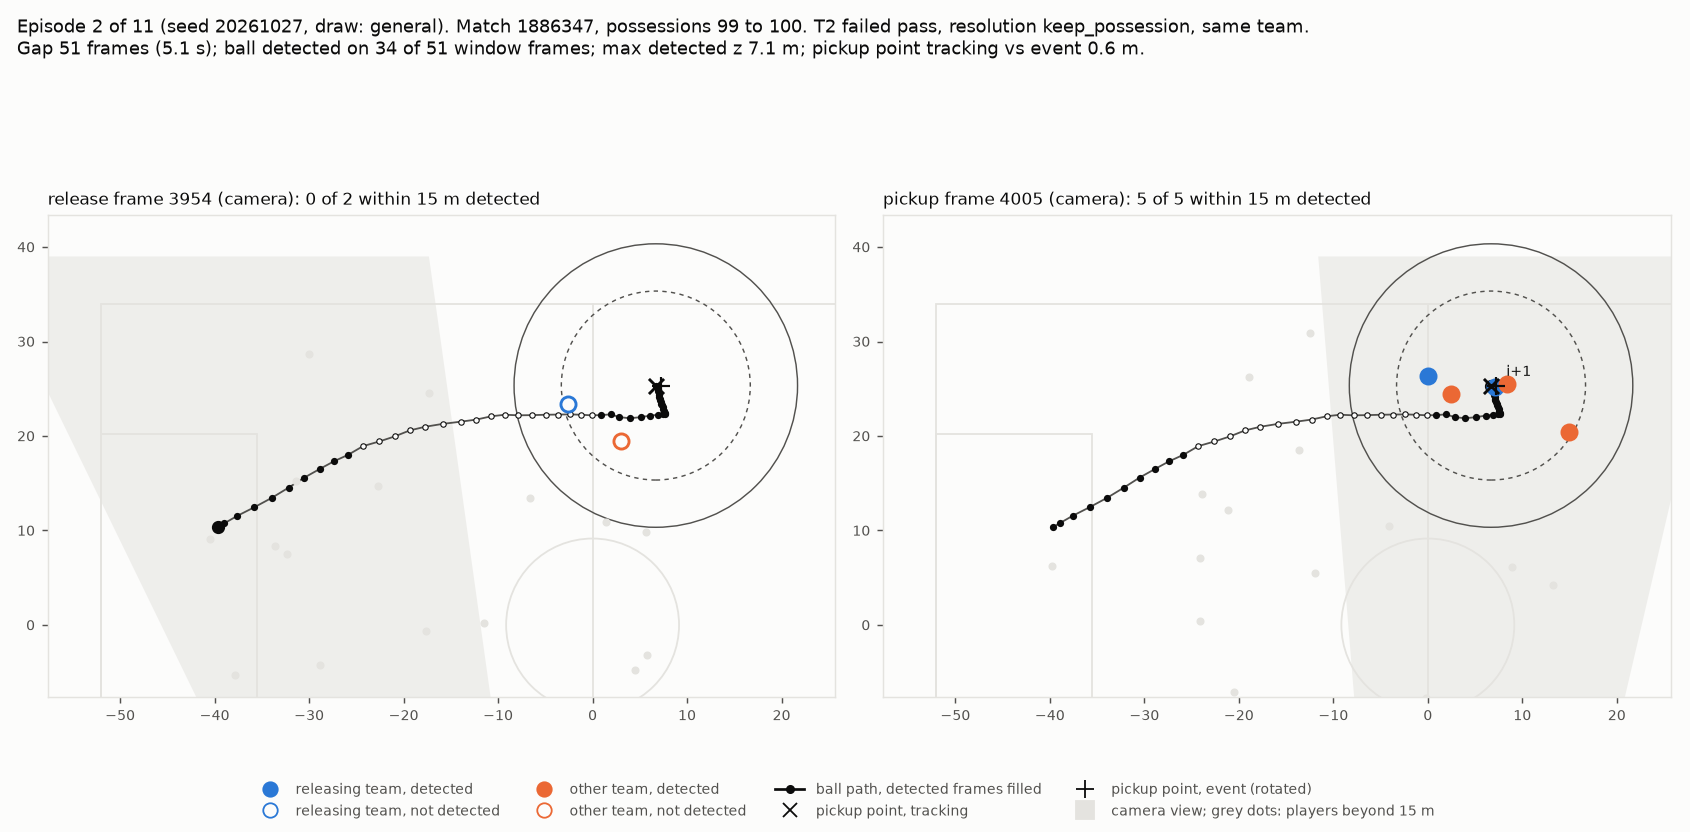 Episode 2 of 11 (seed 20261027, draw: general). Match 1886347, possessions 99 to 100. T2 failed pass, resolution keep_possession, same team.
Gap 51 frames (5.1 s); ball detected on 34 of 51 window frames; max detected z 7.1 m; pickup point tracking vs event 0.6 m.
release frame 3954 (camera): 0 of 2 within 15 m detected
40
30
20
10
0
−50 −40 −30 −20 −10 0 10 20
pickup frame 4005 (camera): 5 of 5 within 15 m detected
40
30
20
10
0
i+1
−50 −40 −30 −20 −10 0 10 20
releasing team, detected
releasing team, not detected
other team, detected
other team, not detected
ball path, detected frames filled
pickup point, tracking
pickup point, event (rotated)
camera view; grey dots: players beyond 15 m